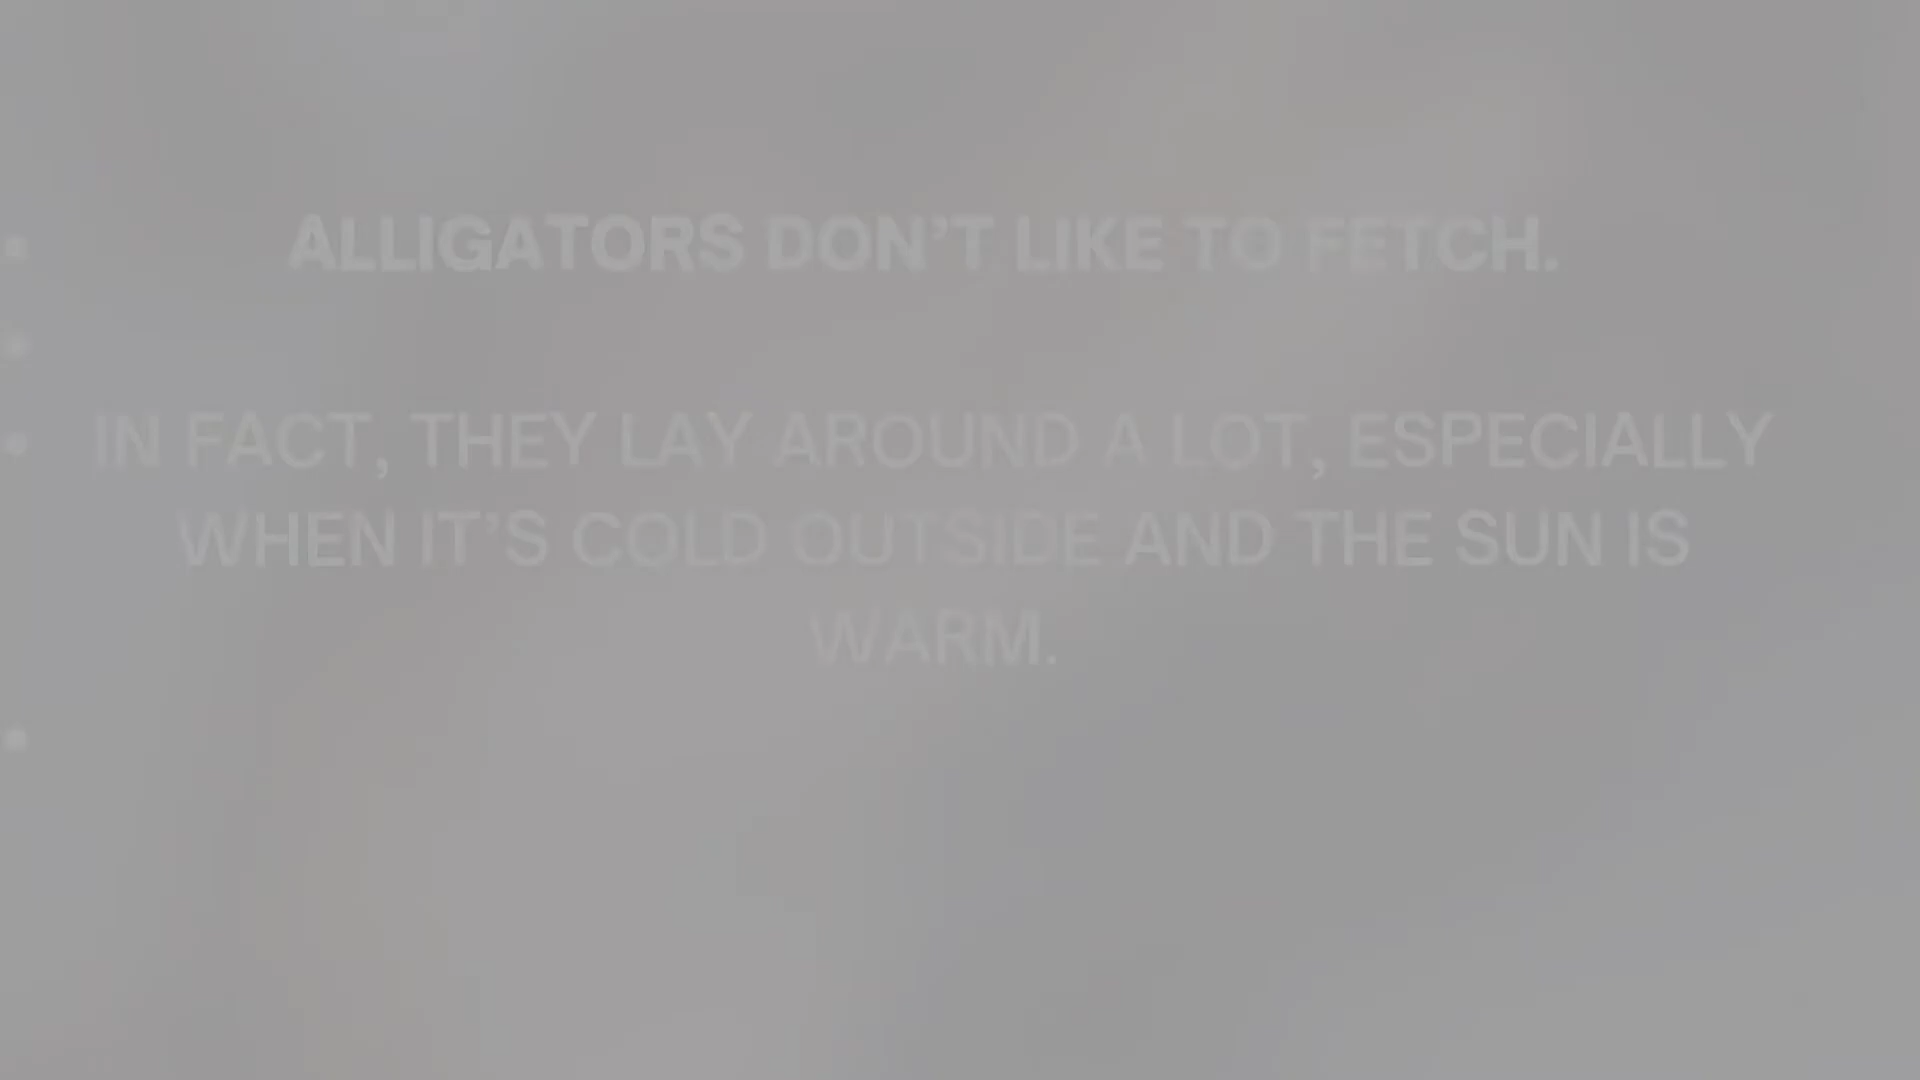 ALLIGATORS DON’T LIKE TO FETCH.
IN FACT, THEY LAY AROUND A LOT, ESPECIALLY
WHEN IT’S COLD OUTSIDE AND THE SUN IS
WARM.